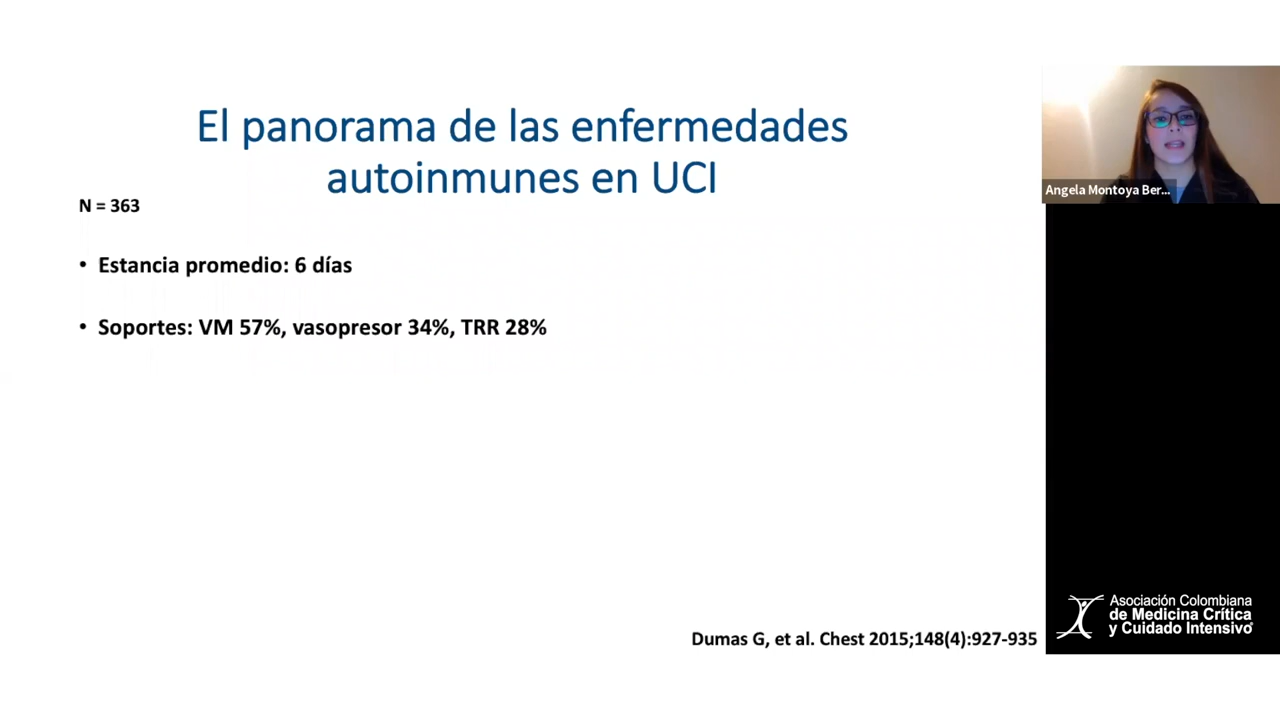 El panorama de las enfermedades
autoinmunes en UCI
N = 363
• Estancia promedio: 6 días
• Soportes: VM 57%, vasopresor 34%, TRR 28%
Dumas G, et al. Chest 2015;148(4):927-935
Angela Montoya Ber...
Asociación Colombiana
de Medicina Crítica
y Cuidado Intensivo